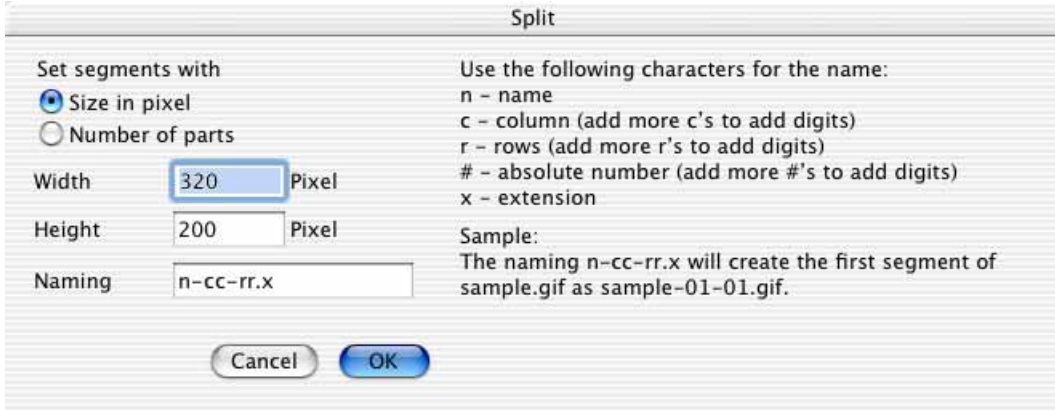 Split
Set segments with
Size in pixel
Number of parts
Width 320 Pixel
Height 200 Pixel
Naming n-cc-rr.x
Cancel OK
Use the following characters for the name:
n – name
c – column (add more c's to add digits)
r – rows (add more r's to add digits)
# – absolute number (add more #'s to add digits)
x – extension
Sample:
The naming n-cc-rr.x will create the first segment of
sample.gif as sample-01-01.gif.